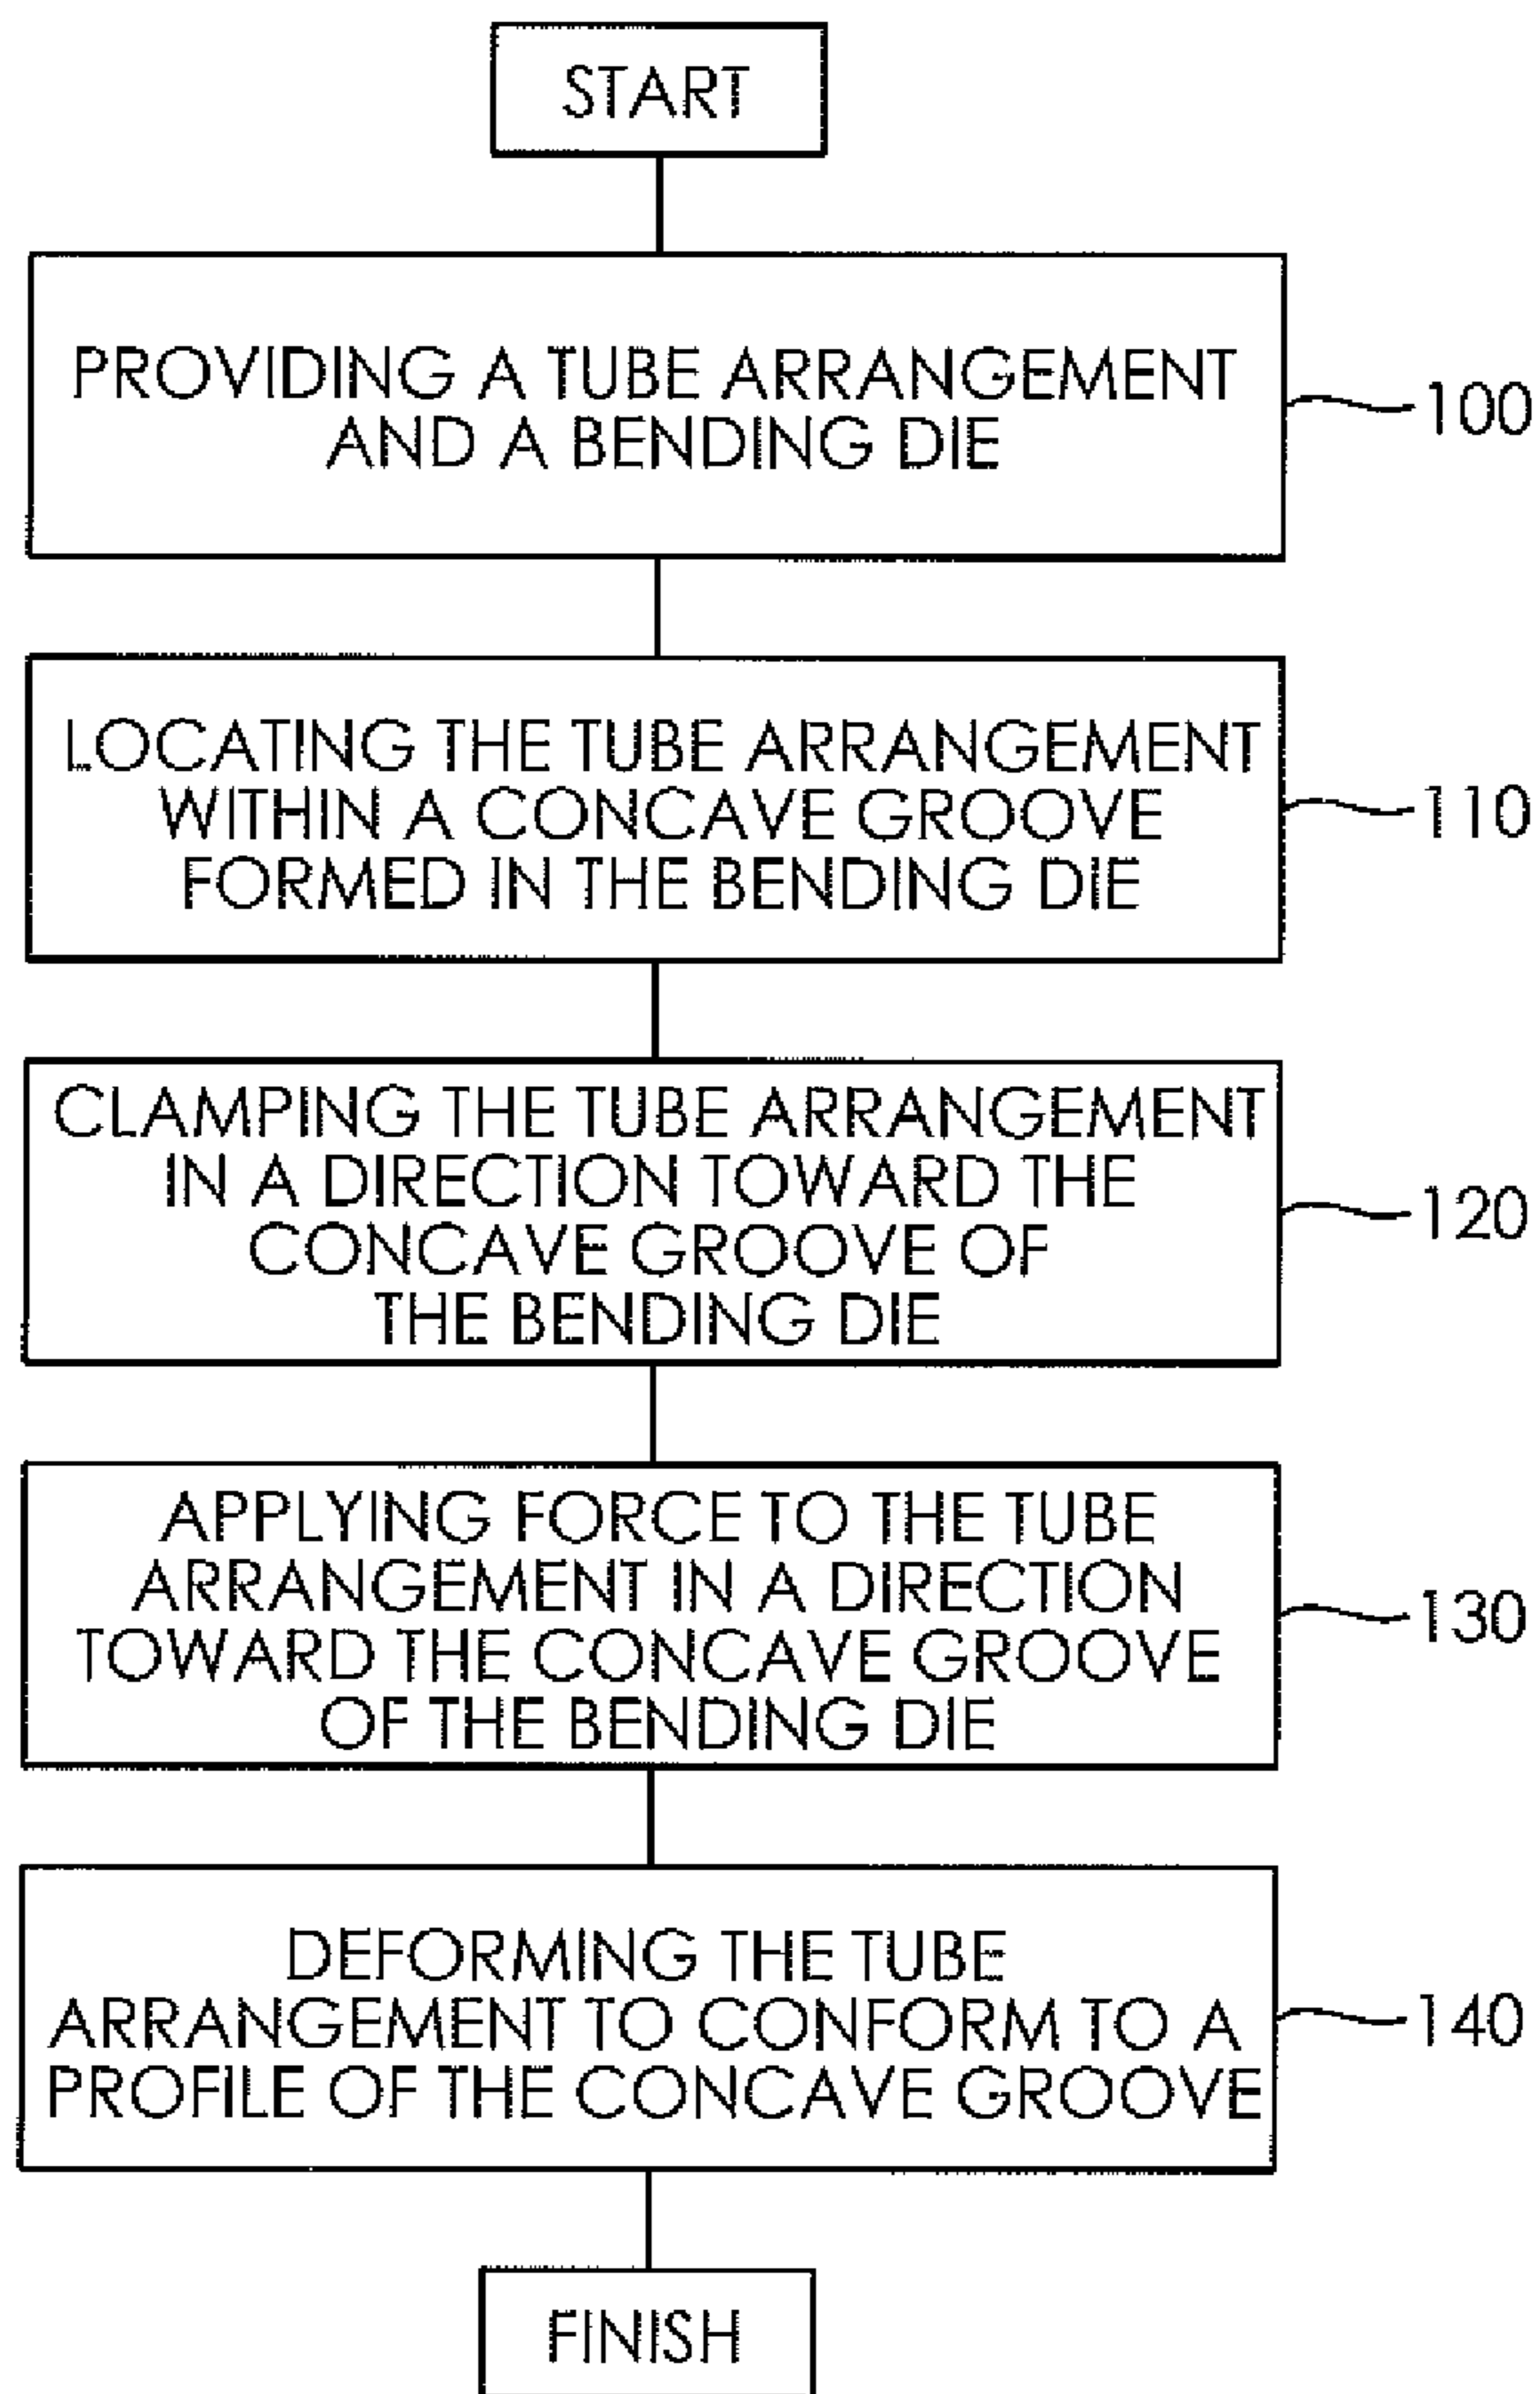 START
PROVIDING A TUBE ARRANGEMENT
AND A BENDING DIE
100
LOCATING THE TUBE ARRANGEMENT
WITHIN A CONCAVE GROOVE
FORMED IN THE BENDING DIE
110
CLAMPING THE TUBE ARRANGEMENT
IN A DIRECTION TOWARD THE
CONCAVE GROOVE OF
THE BENDING DIE
120
APPLYING FORCE TO THE TUBE
ARRANGEMENT IN A DIRECTION
TOWARD THE CONCAVE GROOVE
OF THE BENDING DIE
130
DEFORMING THE TUBE
ARRANGEMENT TO CONFORM TO A
PROFILE OF THE CONCAVE GROOVE
140
FINISH